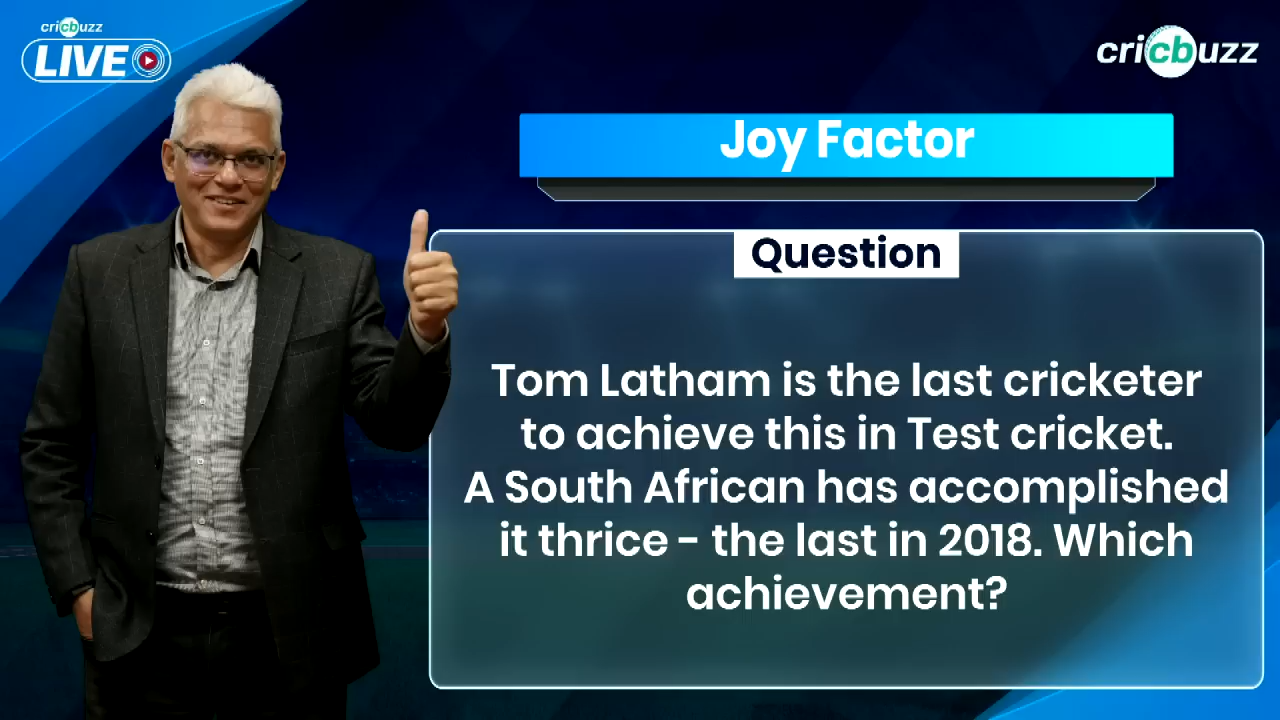 cricbuzz
LIVE
cricbuzz
Joy Factor
Question
Tom Latham is the last cricketer
to achieve this in Test cricket.
A South African has accomplished
it thrice - the last in 2018. Which
achievement?